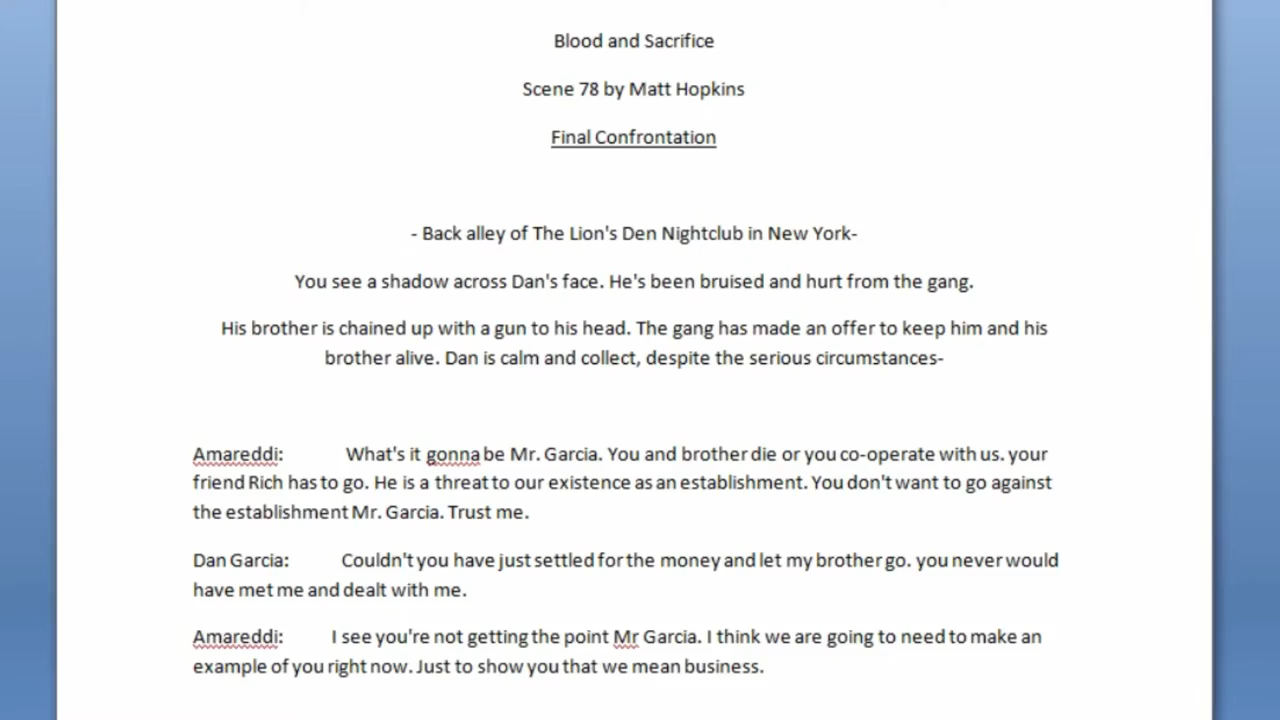 Blood and Sacrifice
Scene 78 by Matt Hopkins
Final Confrontation
- Back alley of The Lion's Den Nightclub in New York-
You see a shadow across Dan's face. He's been bruised and hurt from the gang.
His brother is chained up with a gun to his head. The gang has made an offer to keep him and his
brother alive. Dan is calm and collect, despite the serious circumstances-
Amareddi: What's it gonna be Mr. Garcia. You and brother die or you co-operate with us. your
friend Rich has to go. He is a threat to our existence as an establishment. You don't want to go against
the establishment Mr. Garcia. Trust me.
Dan Garcia: Couldn't you have just settled for the money and let my brother go. you never would
have met me and dealt with me.
Amareddi: I see you're not getting the point Mr Garcia. I think we are going to need to make an
example of you right now. Just to show you that we mean business.